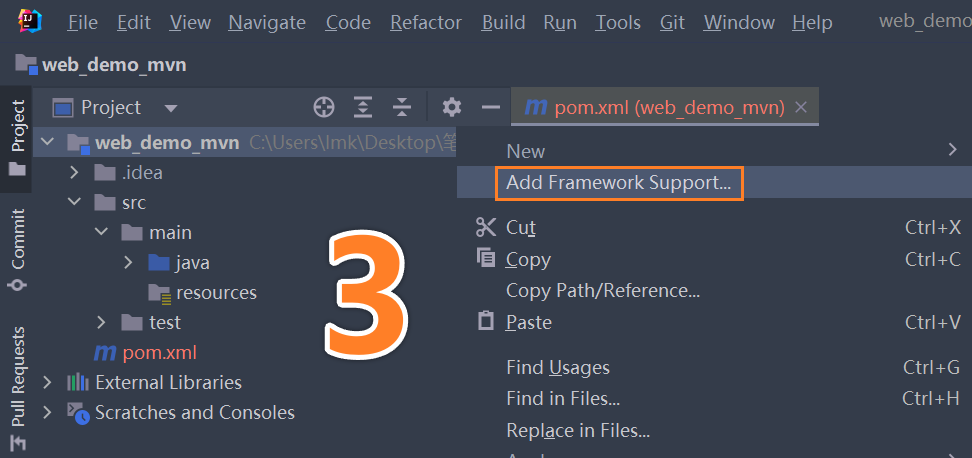 IJ File Edit View Navigate Code Refactor Build Run Tools Git Window Help web_demo
web_demo_mvn
Project
Project
pom.xml (web_demo_mvn)
web_demo_mvn C:\Users\lmk\Desktop\笔
.idea
src
main
java
resources
test
pom.xml
External Libraries
Scratches and Consoles
Commit
Pull Requests
3
New
Add Framework Support...
Cut Ctrl+X
Copy Ctrl+C
Copy Path/Reference...
Paste Ctrl+V
Find Usages Ctrl+G
Find in Files... Ctrl+H
Replace in Files...